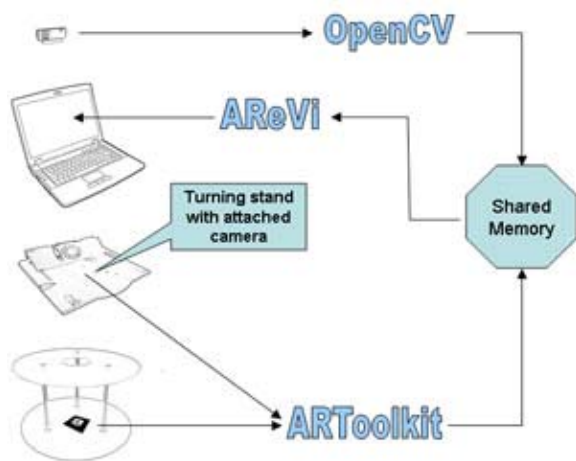 OpenCV
AReVi
Turning stand
with attached
camera
Shared
Memory
ARToolkit